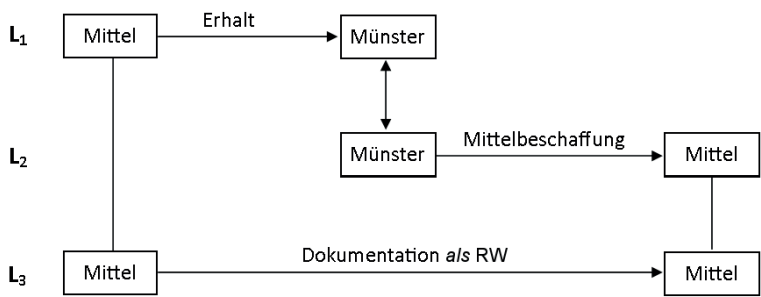 L1 Mittel Erhalt Münster
L2 Münster Mittelbeschaffung Mittel
L3 Mittel Dokumentation als RW Mittel